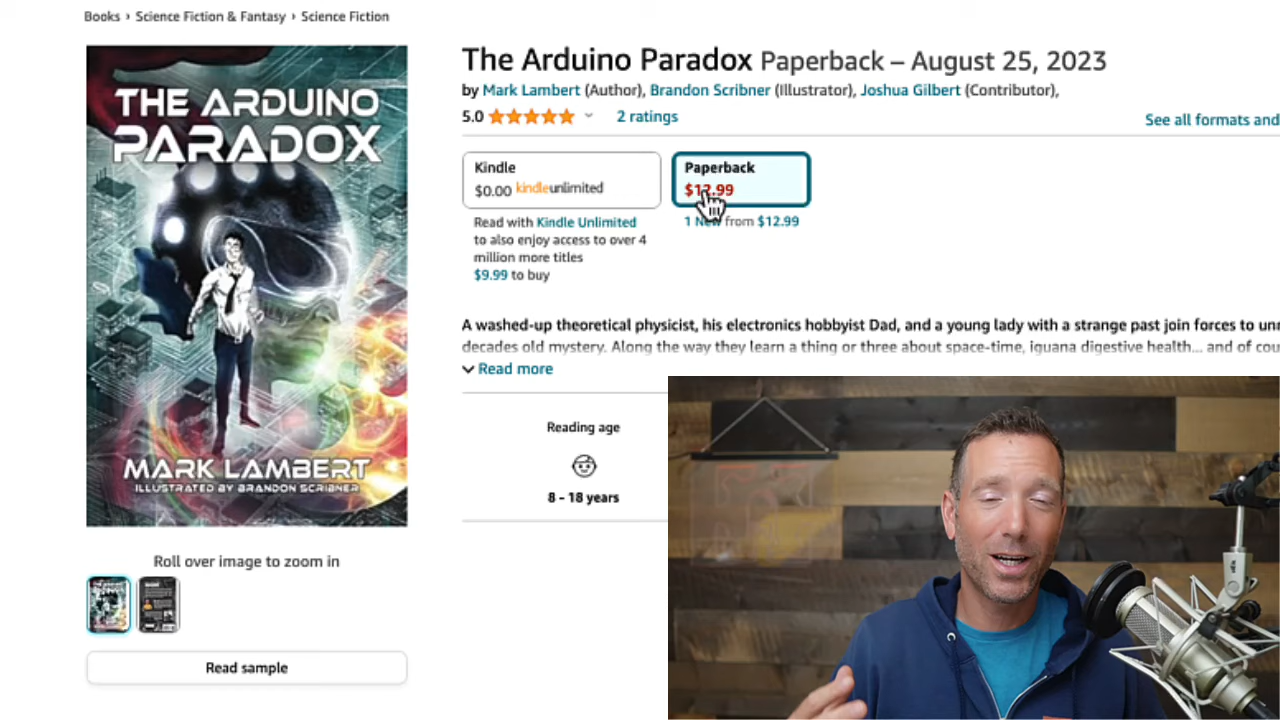 Books › Science Fiction & Fantasy › Science Fiction
THE ARDUINO
PARADOX
MARK LAMBERT
ILLUSTRATED BY BRANDON SCRIBNER
Roll over image to zoom in
Read sample
The Arduino Paradox Paperback – August 25, 2023
by Mark Lambert (Author), Brandon Scribner (Illustrator), Joshua Gilbert (Contributor),
5.0 2 ratings
See all formats and
Kindle
$0.00 kindleunlimited
Paperback
$12.99
Read with Kindle Unlimited
to also enjoy access to over 4
million more titles
$9.99 to buy
1 New from $12.99
A washed-up theoretical physicist, his electronics hobbyist Dad, and a young lady with a strange past join forces to
decades old mystery. Along the way they learn a thing or three about space-time, iguana digestive health... and of
Read more
Reading age
8 - 18 years